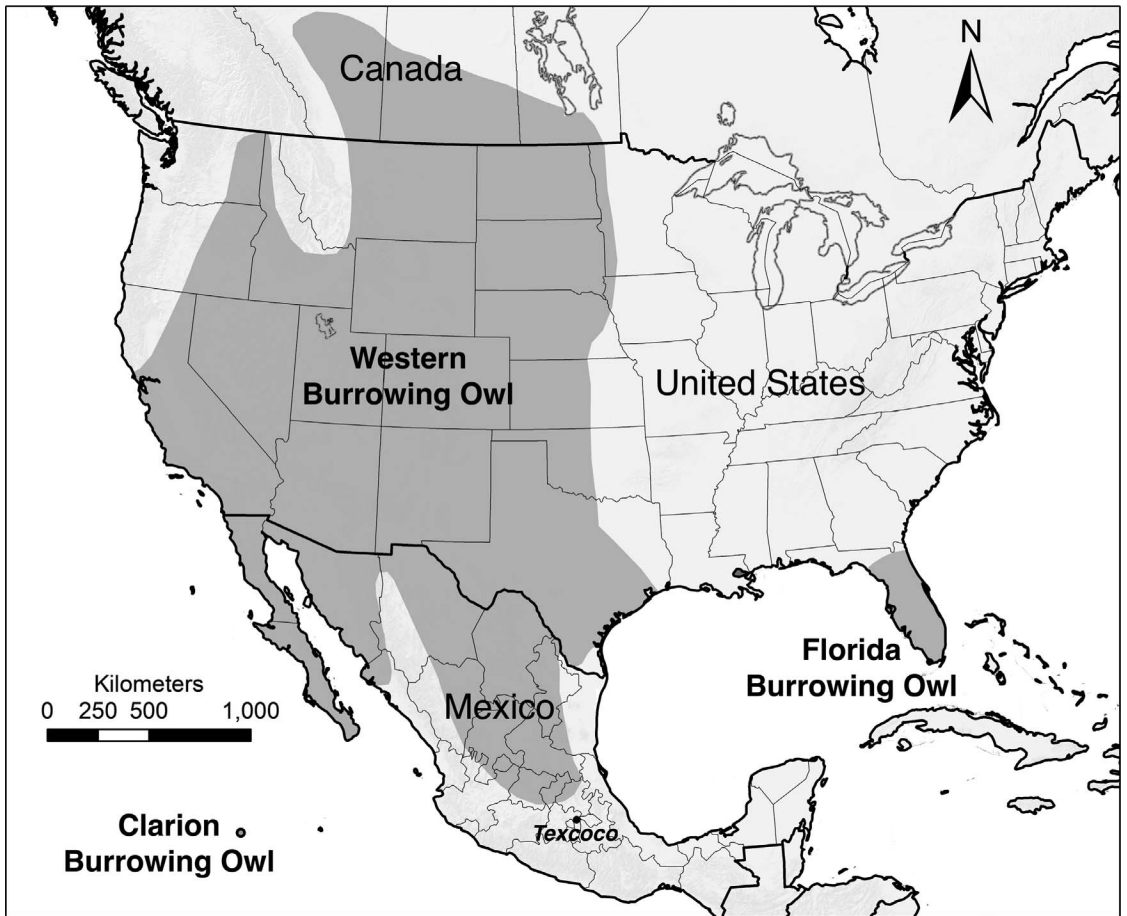 N
Canada
Western
Burrowing Owl
United States
Florida
Burrowing Owl
Kilometers
0 250 500 1,000
Mexico
Clarion
Burrowing Owl
Texcoco